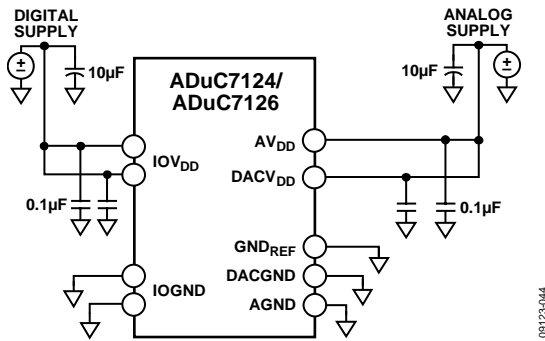 DIGITAL
SUPPLY
ANALOG
SUPPLY
10µF
10µF
ADuC7124/
ADuC7126
IOVDD
AVDD
DACVDD
0.1µF
0.1µF
GNDREF
DACGND
IOGND
AGND
09123-044